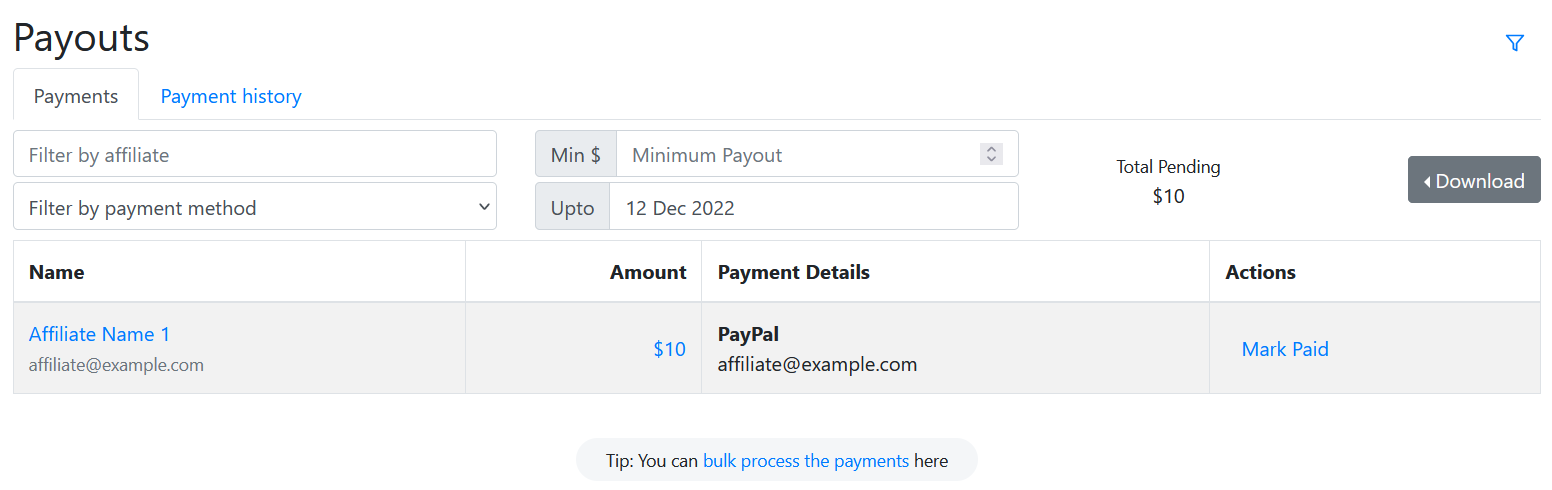 Payouts
Payments
Payment history
Filter by affiliate
Min $
Minimum Payout
Total Pending
$10
Download
Filter by payment method
Upto
12 Dec 2022
Name
Amount
Payment Details
Actions
Affiliate Name 1
affiliate@example.com
$10
PayPal
affiliate@example.com
Mark Paid
Tip: You can bulk process the payments here